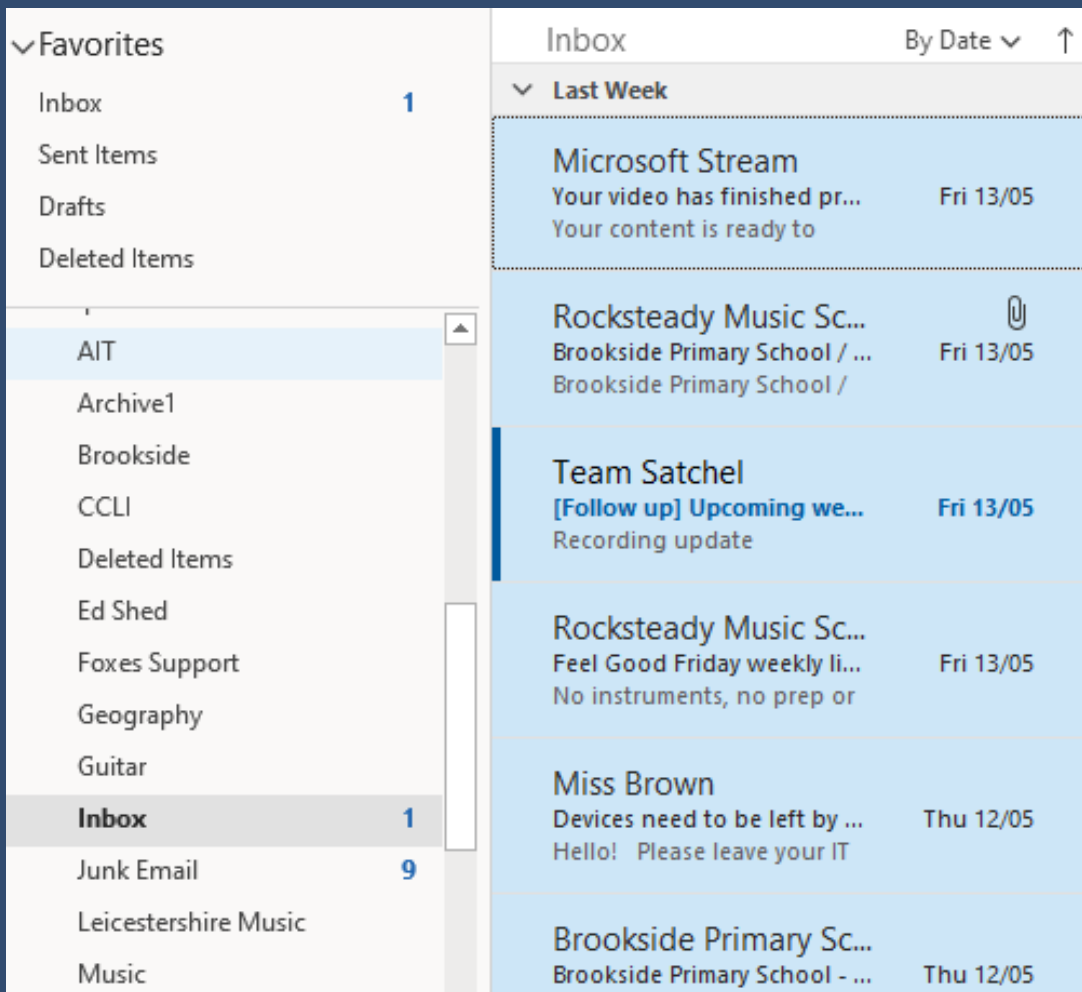 Favorites
Inbox 1
Sent Items
Drafts
Deleted Items
AIT
Archive1
Brookside
CCLI
Deleted Items
Ed Shed
Foxes Support
Geography
Guitar
Inbox 1
Junk Email 9
Leicestershire Music
Music
Inbox By Date
Last Week
Microsoft Stream
Your video has finished pr... Fri 13/05
Your content is ready to
Rocksteady Music Sc...
Brookside Primary School / ... Fri 13/05
Brookside Primary School /
Team Satchel
[Follow up] Upcoming we... Fri 13/05
Recording update
Rocksteady Music Sc...
Feel Good Friday weekly li... Fri 13/05
No instruments, no prep or
Miss Brown
Devices need to be left by ... Thu 12/05
Hello!   Please leave your IT
Brookside Primary Sc...
Brookside Primary School - ... Thu 12/05